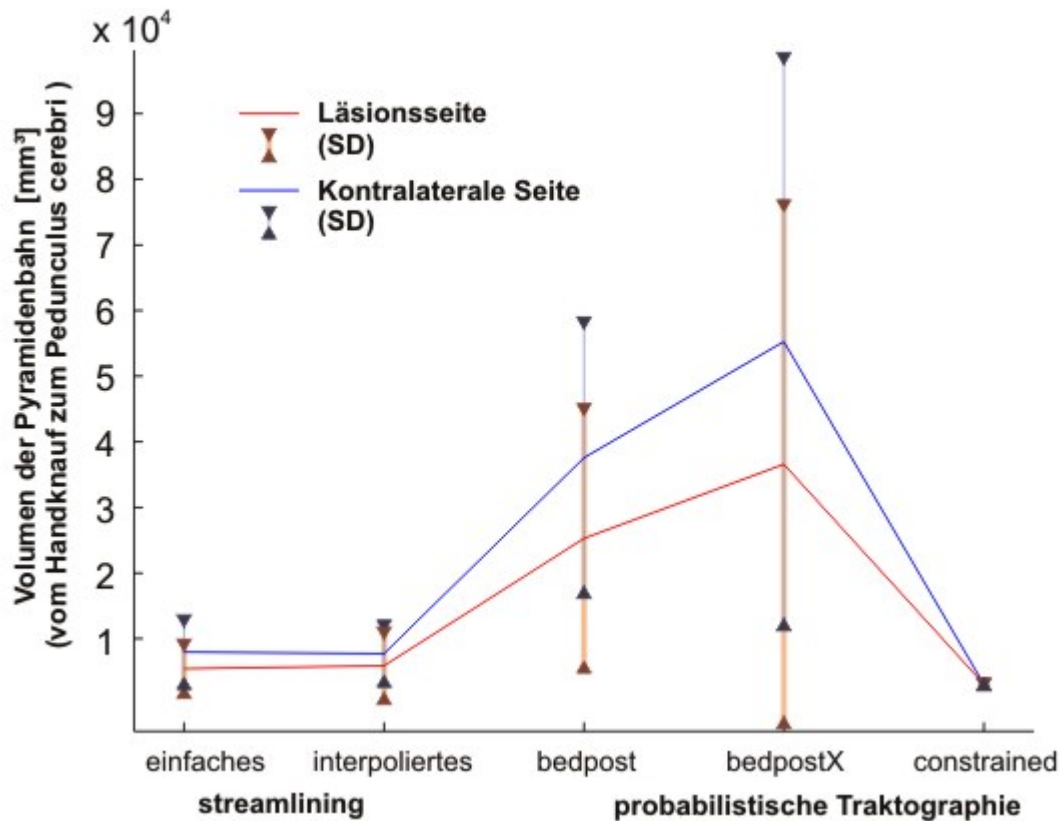 x 10⁴
Volumen der Pyramidenbahn [mm³]
(vom Handknauf zum Pedunculus cerebri )
9
8
7
6
5
4
3
2
1
Läsionsseite
(SD)
Kontralaterale Seite
(SD)
einfaches interpoliertes bedpost bedpostX constrained
streamlining probabilistische Traktographie